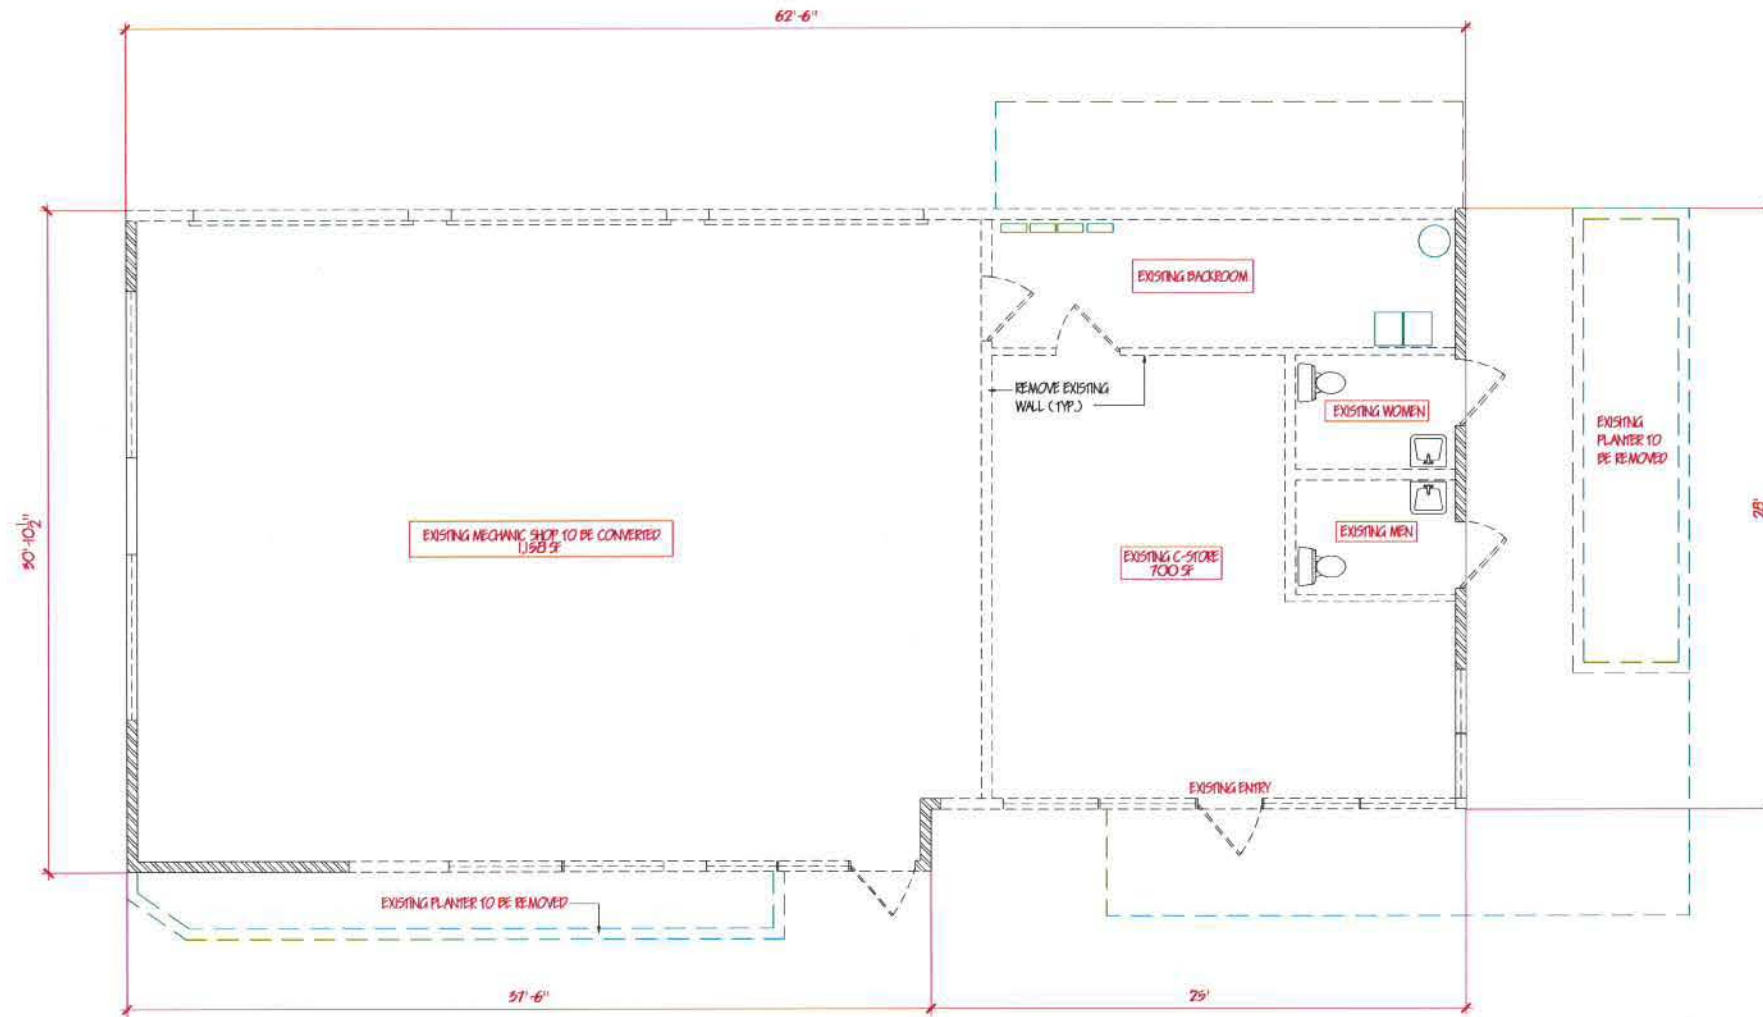 62'-6"
EXISTING BACKROOM
REMOVE EXISTING
WALL (TYP.)
EXISTING WOMEN
EXISTING
PLANTER TO
BE REMOVED
30'-10½"
28'
EXISTING MECHANIC SHOP TO BE CONVERTED
1,158 SF
EXISTING C-STORE
700 SF
EXISTING MEN
EXISTING ENTRY
EXISTING PLANTER TO BE REMOVED
37'-6"
25'